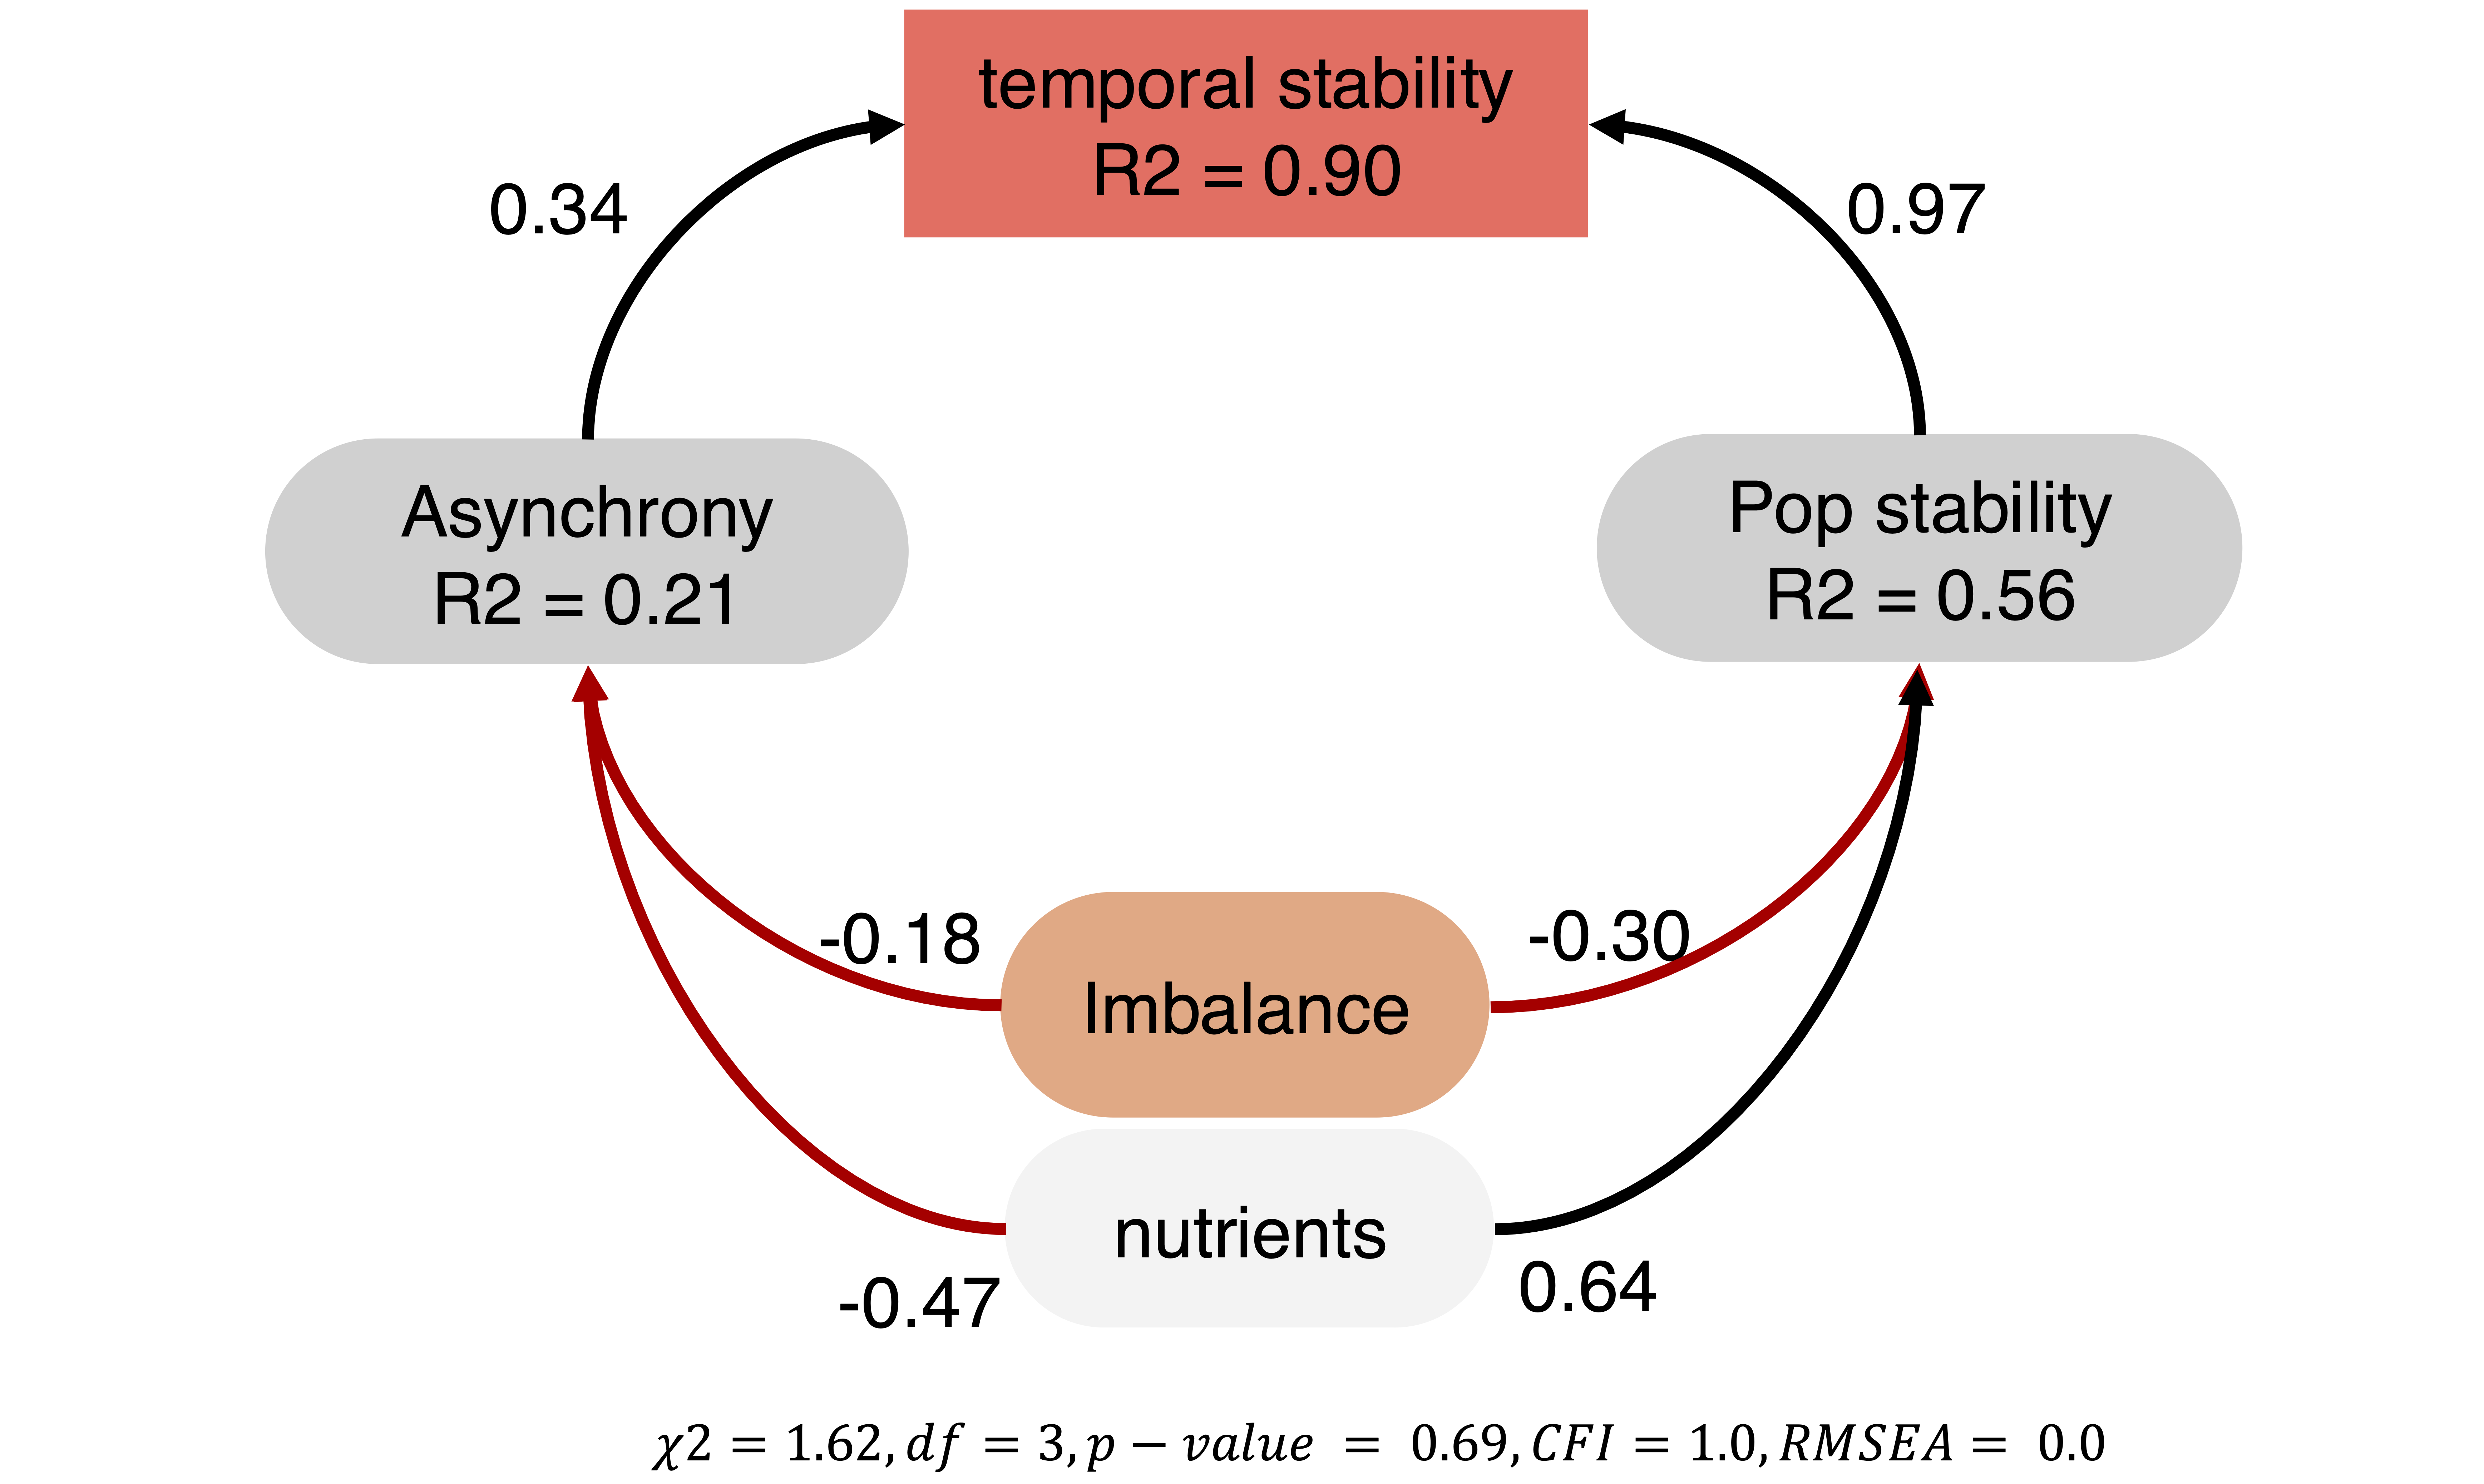 temporal stability
R2 = 0.90
0.34
0.97
Asynchrony
R2 = 0.21
Pop stability
R2 = 0.56
-0.18
-0.30
Imbalance
nutrients
-0.47
0.64
χ2 = 1.62, df = 3, p − value = 0.69, CFI = 1.0, RMSEA = 0.0